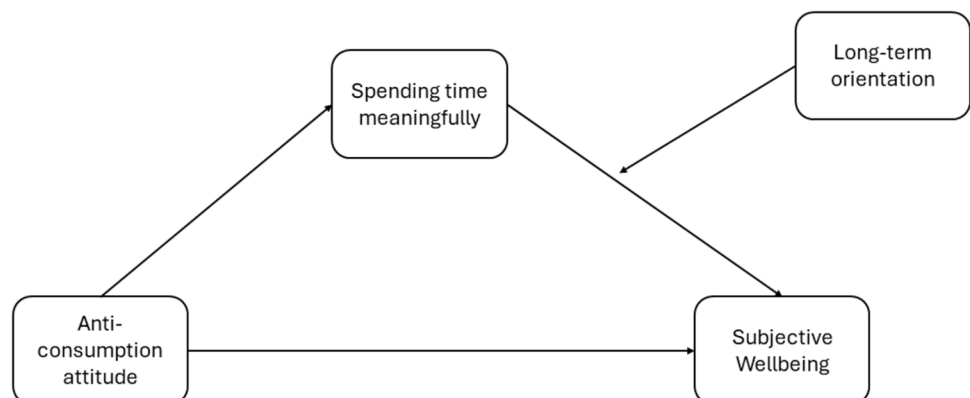 Long-term
orientation
Spending time
meaningfully
Anti-
consumption
attitude
Subjective
Wellbeing